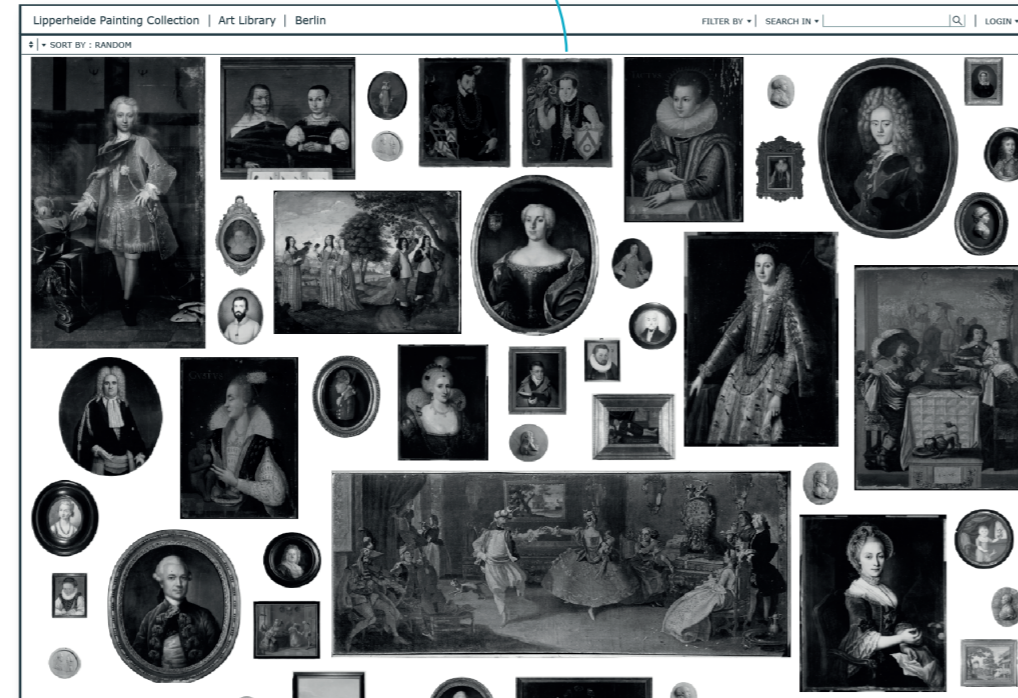 Lipperheide Painting Collection | Art Library | Berlin
FILTER BY ▾ | SEARCH IN ▾ | LOGIN ▾
SORT BY : RANDOM